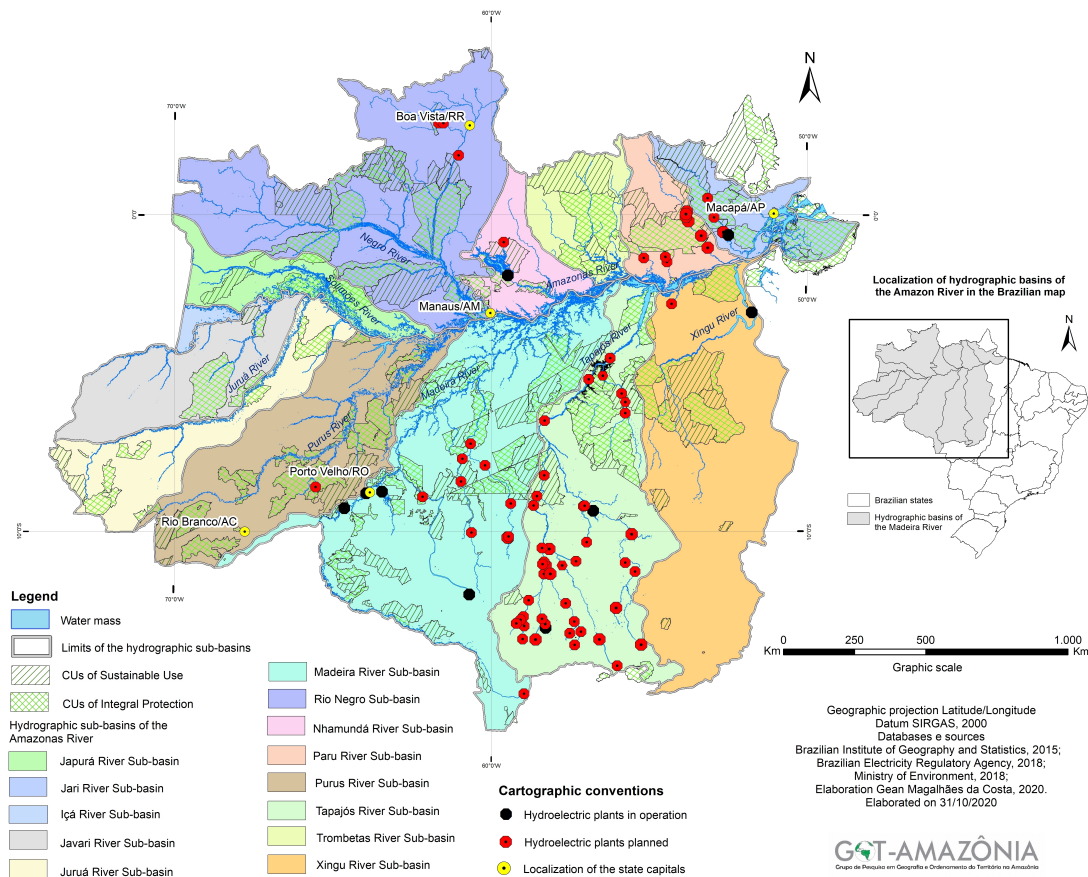 60°0'W
N
70°0'W
50°0'W
Boa Vista/RR
Macapá/AP
0°0'
0°0'
Negro River
Amazonas River
Solimões River
Manaus/AM
50°0'W
Xingu River
Tapajós River
Juruá River
Madeira River
Purus River
Porto Velho/RO
Rio Branco/AC
10°0'S
10°0'S
70°0'W
60°0'W
Localization of hydrographic basins of
the Amazon River in the Brazilian map
N
Brazilian states
Hydrographic basins of
the Madeira River
0
250
500
1.000
Km
Km
Graphic scale
Legend
Water mass
Limits of the hydrographic sub-basins
CUs of Sustainable Use
CUs of Integral Protection
Hydrographic sub-basins of the
Amazonas River
Japurá River Sub-basin
Jari River Sub-basin
Içá River Sub-basin
Javari River Sub-basin
Juruá River Sub-basin
Madeira River Sub-basin
Rio Negro Sub-basin
Nhamundá River Sub-basin
Paru River Sub-basin
Purus River Sub-basin
Tapajós River Sub-basin
Trombetas River Sub-basin
Xingu River Sub-basin
Cartographic conventions
Hydroelectric plants in operation
Hydroelectric plants planned
Localization of the state capitals
Geographic projection Latitude/Longitude
Datum SIRGAS, 2000
Databases e sources
Brazilian Institute of Geography and Statistics, 2015;
Brazilian Electricity Regulatory Agency, 2018;
Ministry of Environment, 2018;
Elaboration Gean Magalhães da Costa, 2020.
Elaborated on 31/10/2020
GOT-AMAZÔNIA
Grupo de Pesquisa em Geografia e Ordenamento do Território na Amazônia